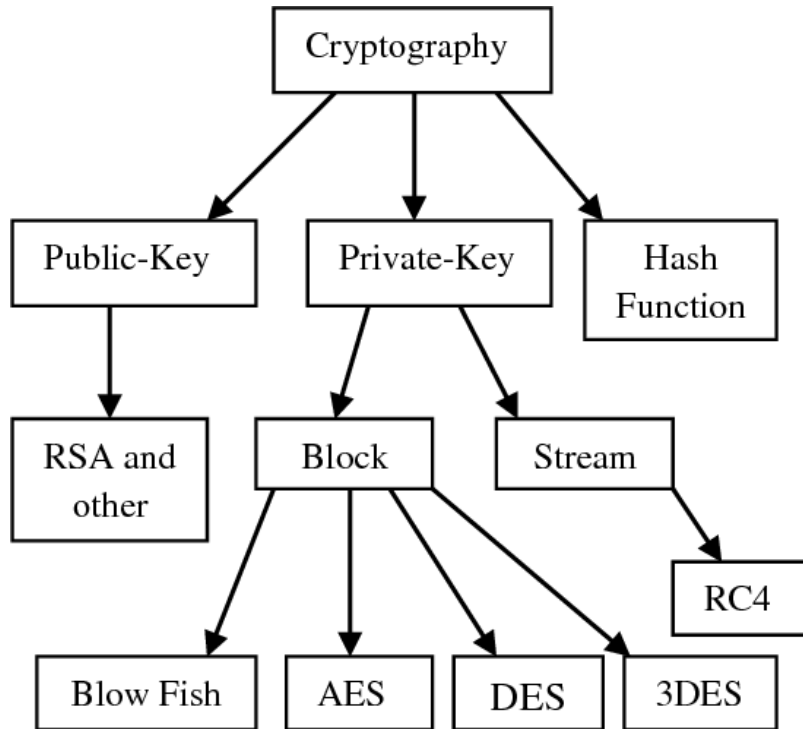 Cryptography
Public-Key
Private-Key
Hash
Function
RSA and
other
Block
Stream
RC4
Blow Fish
AES
DES
3DES